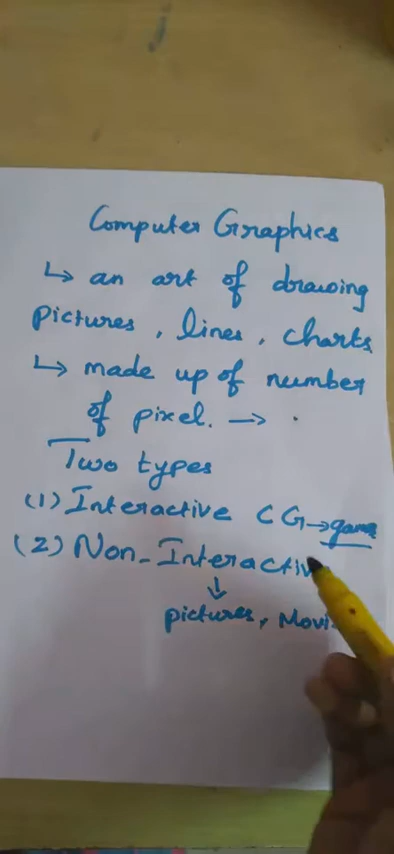 Computer Graphics
↳ an art of drawing
pictures, lines, charts
↳ made up of number
of pixel. → .
Two types
(1) Interactive CG → game
(2) Non-Interactiv
↓
pictures, Movi